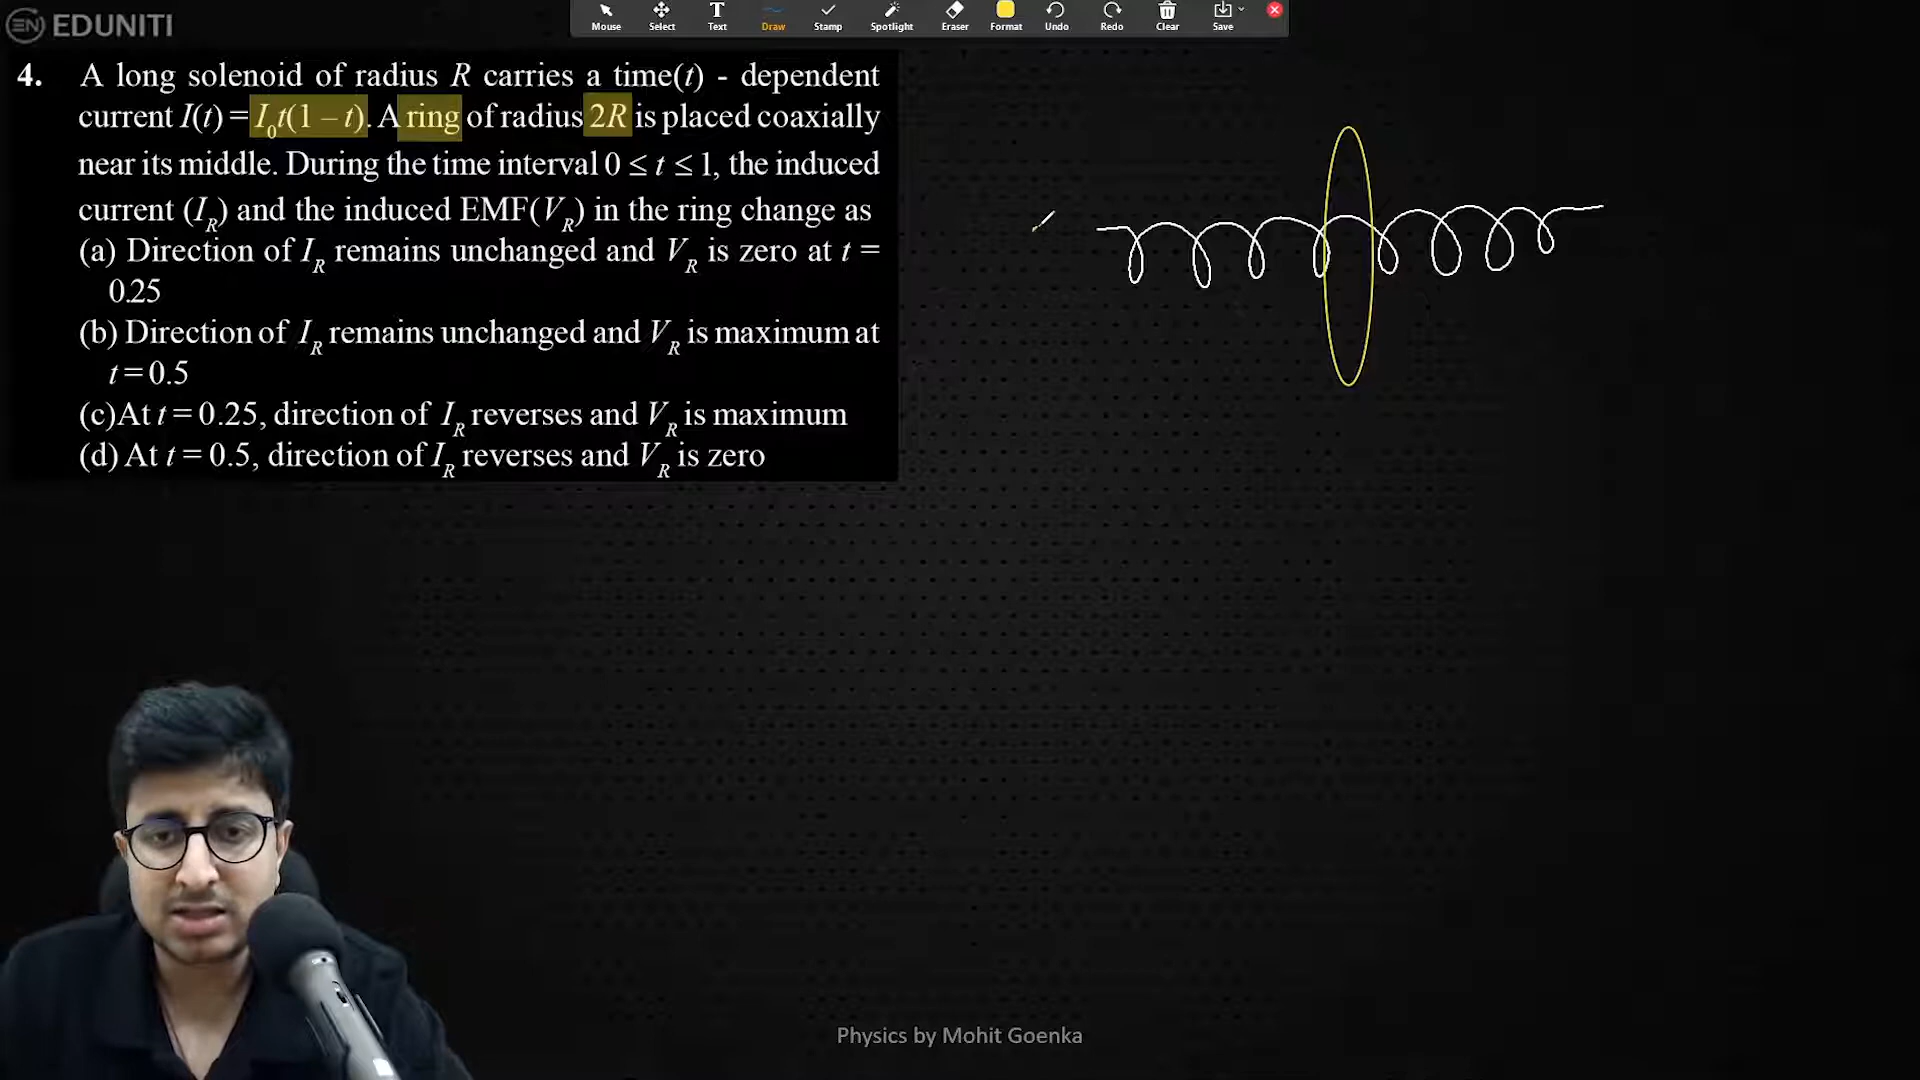 EN EDUNITI
Mouse Select Text Draw Stamp Spotlight Eraser Format Undo Redo Clear Save
4. A long solenoid of radius R carries a time(t) - dependent
current I(t) = I₀t(1 – t). A ring of radius 2R is placed coaxially
near its middle. During the time interval 0 ≤ t ≤ 1, the induced
current (I_R) and the induced EMF(V_R) in the ring change as
(a) Direction of I_R remains unchanged and V_R is zero at t =
0.25
(b) Direction of I_R remains unchanged and V_R is maximum at
t = 0.5
(c)At t = 0.25, direction of I_R reverses and V_R is maximum
(d) At t = 0.5, direction of I_R reverses and V_R is zero
Physics by Mohit Goenka